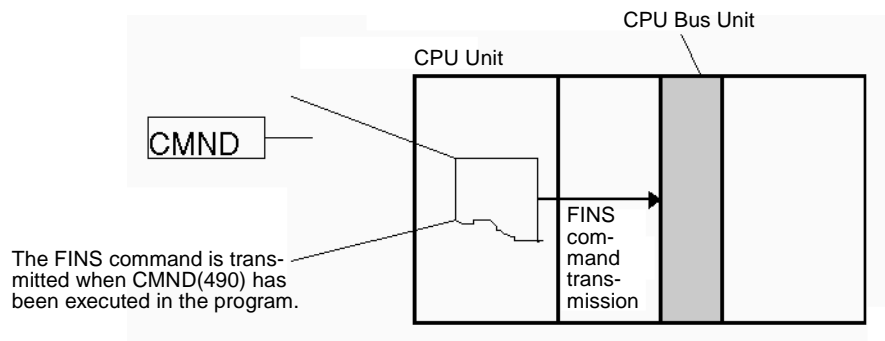 CPU Bus Unit
CPU Unit
CMND
FINS
com-
mand
trans-
mission
The FINS command is trans-
mitted when CMND(490) has
been executed in the program.